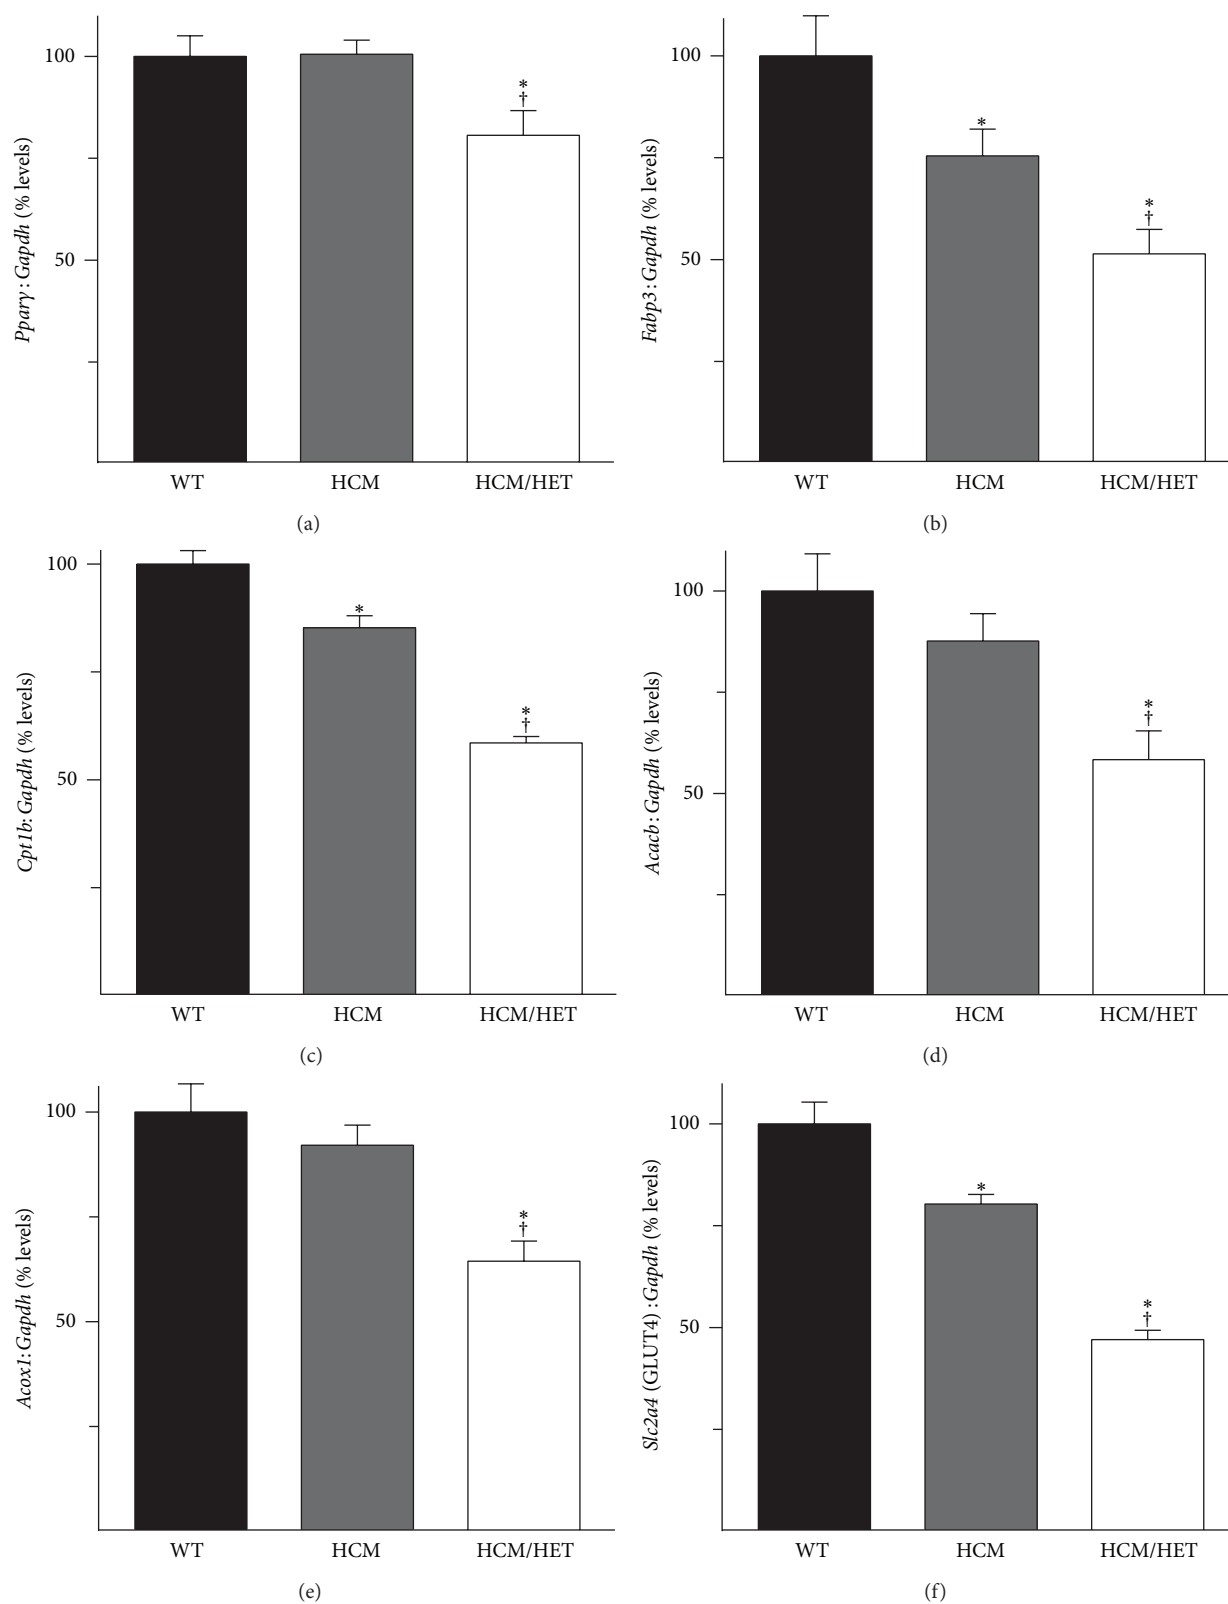 Pparγ:Gapdh (% levels)
100
50
*
†
WT HCM HCM/HET
(a)
Fabp3:Gapdh (% levels)
100
50
*
*
†
WT HCM HCM/HET
(b)
Cpt1b:Gapdh (% levels)
100
50
*
*
†
WT HCM HCM/HET
(c)
Acacb:Gapdh (% levels)
100
50
*
†
WT HCM HCM/HET
(d)
Acox1:Gapdh (% levels)
100
50
*
†
WT HCM HCM/HET
(e)
Slc2a4 (GLUT4) :Gapdh (% levels)
100
50
*
*
†
WT HCM HCM/HET
(f)